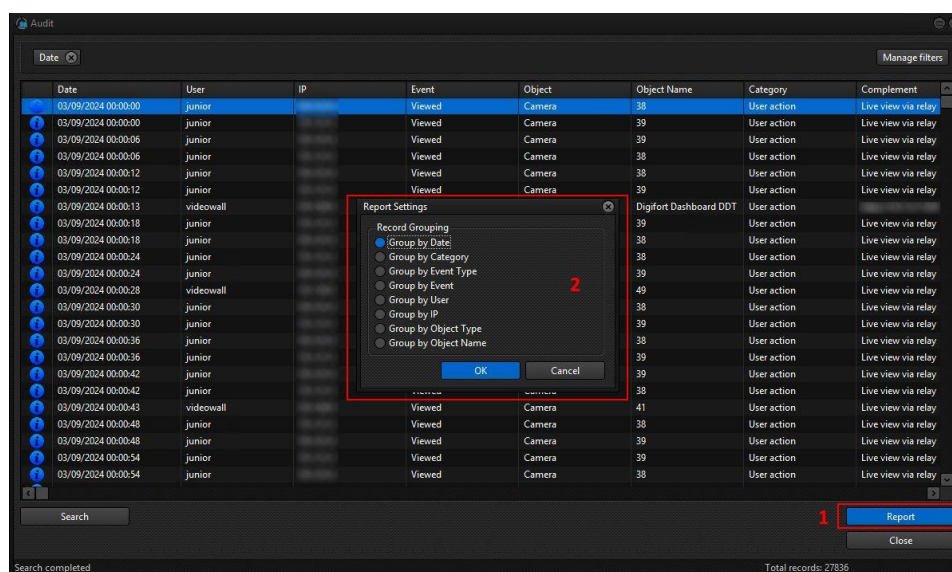 Audit
Date
Manage filters
Date User IP Event Object Object Name Category Complement
03/09/2024 00:00:00 junior Viewed Camera 38 User action Live view via relay
03/09/2024 00:00:00 junior Viewed Camera 39 User action Live view via relay
03/09/2024 00:00:06 junior Viewed Camera 39 User action Live view via relay
03/09/2024 00:00:06 junior Viewed Camera 38 User action Live view via relay
03/09/2024 00:00:12 junior Viewed Camera 38 User action Live view via relay
03/09/2024 00:00:12 junior Viewed Camera 39 User action Live view via relay
03/09/2024 00:00:13 videowall Digifort Dashboard DDT User action
03/09/2024 00:00:18 junior 39 User action Live view via relay
03/09/2024 00:00:18 junior 38 User action Live view via relay
03/09/2024 00:00:24 junior 38 User action Live view via relay
03/09/2024 00:00:24 junior 39 User action Live view via relay
03/09/2024 00:00:28 videowall 49 User action Live view via relay
03/09/2024 00:00:30 junior 38 User action Live view via relay
03/09/2024 00:00:30 junior 39 User action Live view via relay
03/09/2024 00:00:36 junior 38 User action Live view via relay
03/09/2024 00:00:36 junior 39 User action Live view via relay
03/09/2024 00:00:42 junior 39 User action Live view via relay
03/09/2024 00:00:42 junior 38 User action Live view via relay
03/09/2024 00:00:43 videowall Viewed Camera 41 User action Live view via relay
03/09/2024 00:00:48 junior Viewed Camera 38 User action Live view via relay
03/09/2024 00:00:48 junior Viewed Camera 39 User action Live view via relay
03/09/2024 00:00:54 junior Viewed Camera 39 User action Live view via relay
03/09/2024 00:00:54 junior Viewed Camera 38 User action Live view via relay
Report Settings
Record Grouping
Group by Date
Group by Category
Group by Event Type
Group by Event
2
Group by User
Group by IP
Group by Object Type
Group by Object Name
OK Cancel
Search
1
Report
Close
Search completed
Total records: 27836